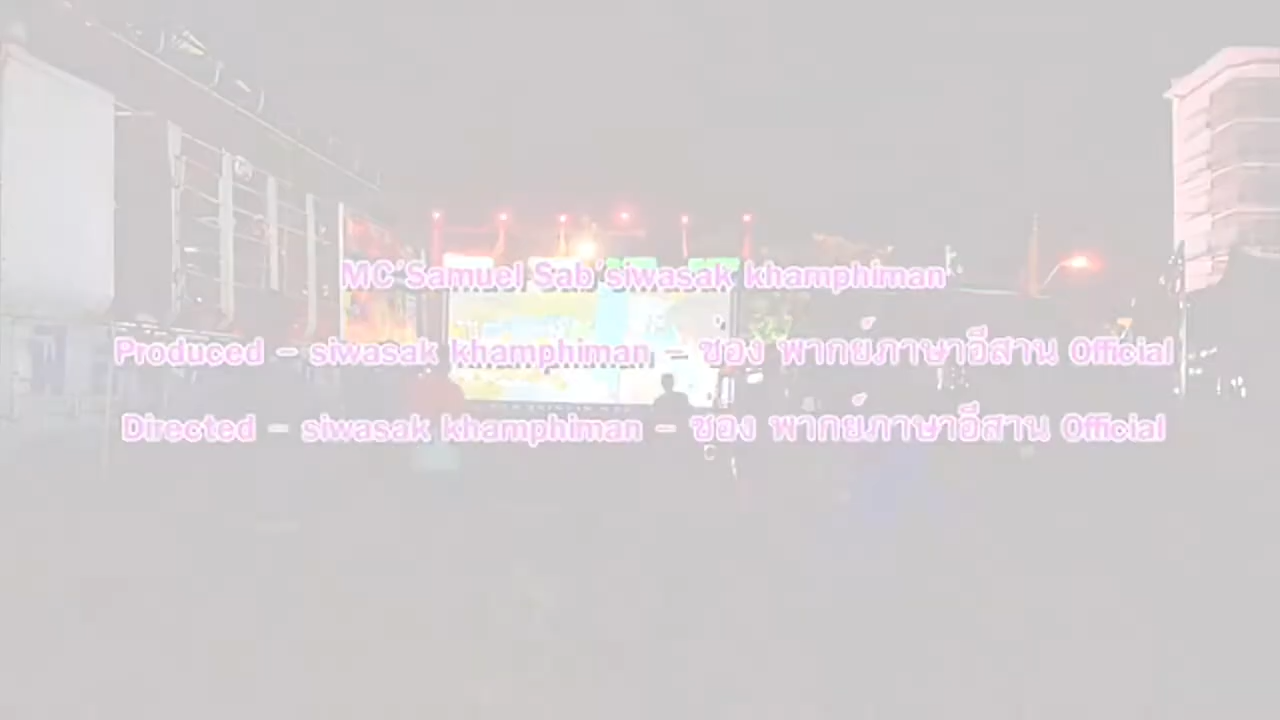 MC'Samuel Sab'siwasak khamphiman
Produced - siwasak khamphiman - ช่อง พากย์ภาษาอีสาน Official
Directed - siwasak khamphiman - ช่อง พากย์ภาษาอีสาน Official